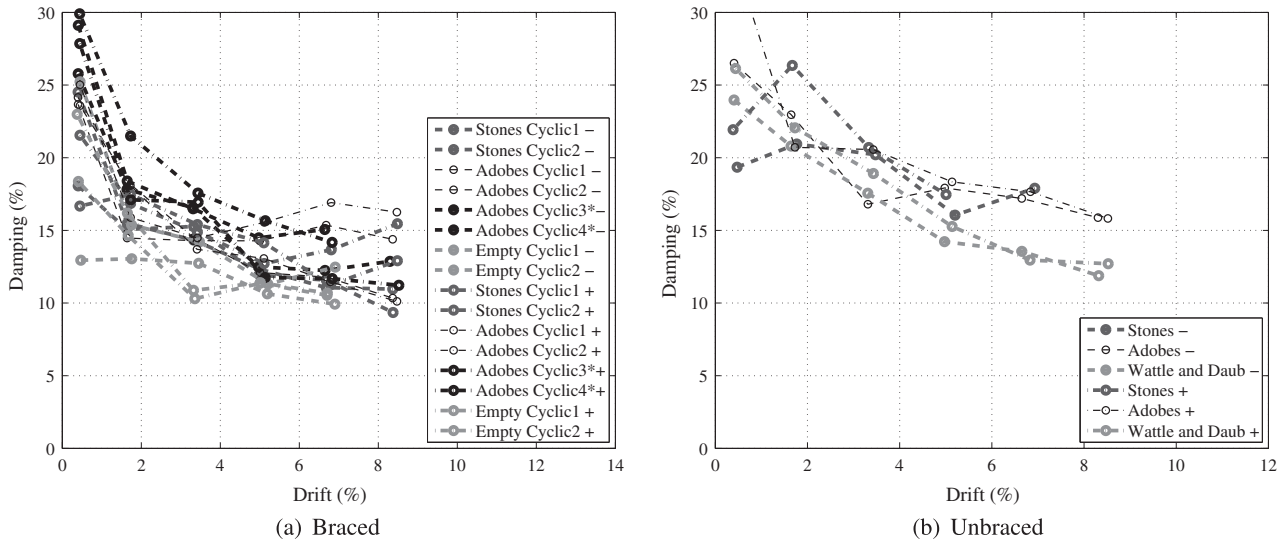 30
25
20
15
10
5
0
Damping (%)
0 2 4 6 8 10 12 14
Drift (%)
Stones Cyclic1 −
Stones Cyclic2 −
Adobes Cyclic1 −
Adobes Cyclic2 −
Adobes Cyclic3*−
Adobes Cyclic4*−
Empty Cyclic1 −
Empty Cyclic2 −
Stones Cyclic1 +
Stones Cyclic2 +
Adobes Cyclic1 +
Adobes Cyclic2 +
Adobes Cyclic3*+
Adobes Cyclic4*+
Empty Cyclic1 +
Empty Cyclic2 +
(a) Braced
30
25
20
15
10
5
0
Damping (%)
0 2 4 6 8 10 12
Drift (%)
Stones −
Adobes −
Wattle and Daub −
Stones +
Adobes +
Wattle and Daub +
(b) Unbraced